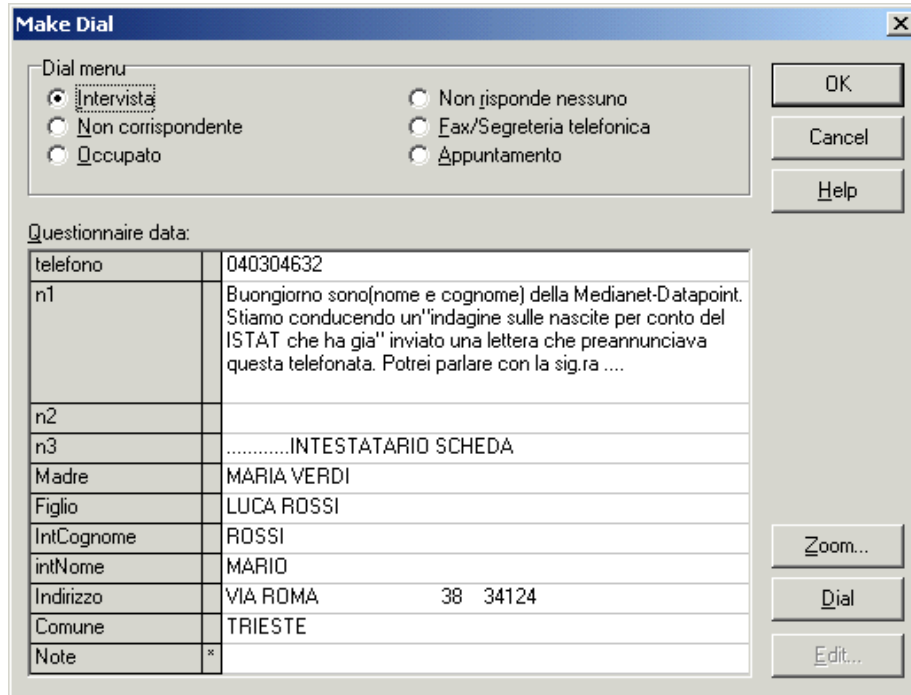 Make Dial
Dial menu
Intervista
Non risponde nessuno
Non corrispondente
Fax/Segreteria telefonica
Occupato
Appuntamento
OK
Cancel
Help
Questionnaire data:
telefono 040304632
n1 Buongiorno sono(nome e cognome) della Medianet-Datapoint.
Stiamo conducendo un"indagine sulle nascite per conto del
ISTAT che ha gia" inviato una lettera che preannunciava
questa telefonata. Potrei parlare con la sig.ra ....
n2
n3 ............INTESTATARIO SCHEDA
Madre MARIA VERDI
Figlio LUCA ROSSI
IntCognome ROSSI
intNome MARIO
Indirizzo VIA ROMA 38 34124
Comune TRIESTE
Note *
Zoom...
Dial
Edit...